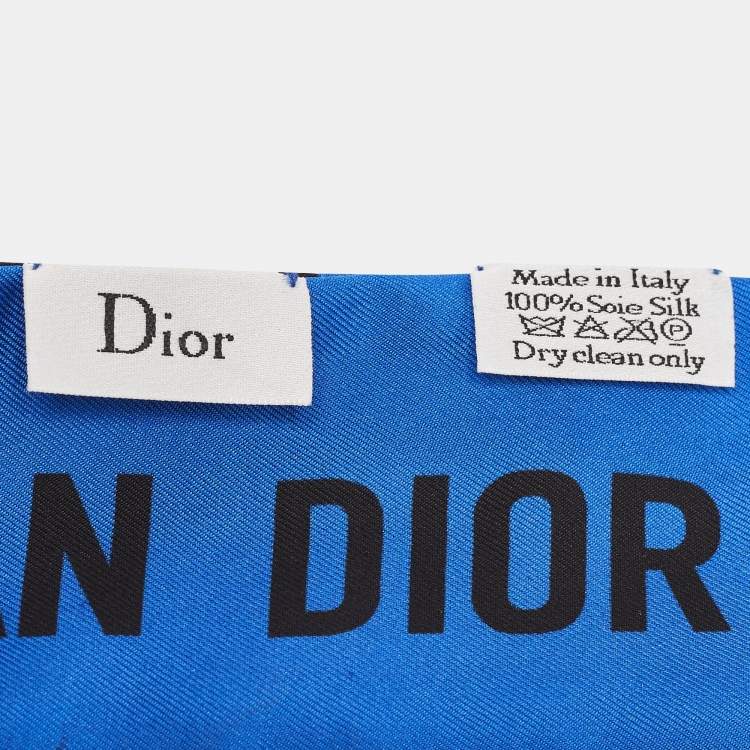 Dior
Made in Italy
100% Soie Silk
P
Dry clean only
AN DIOR